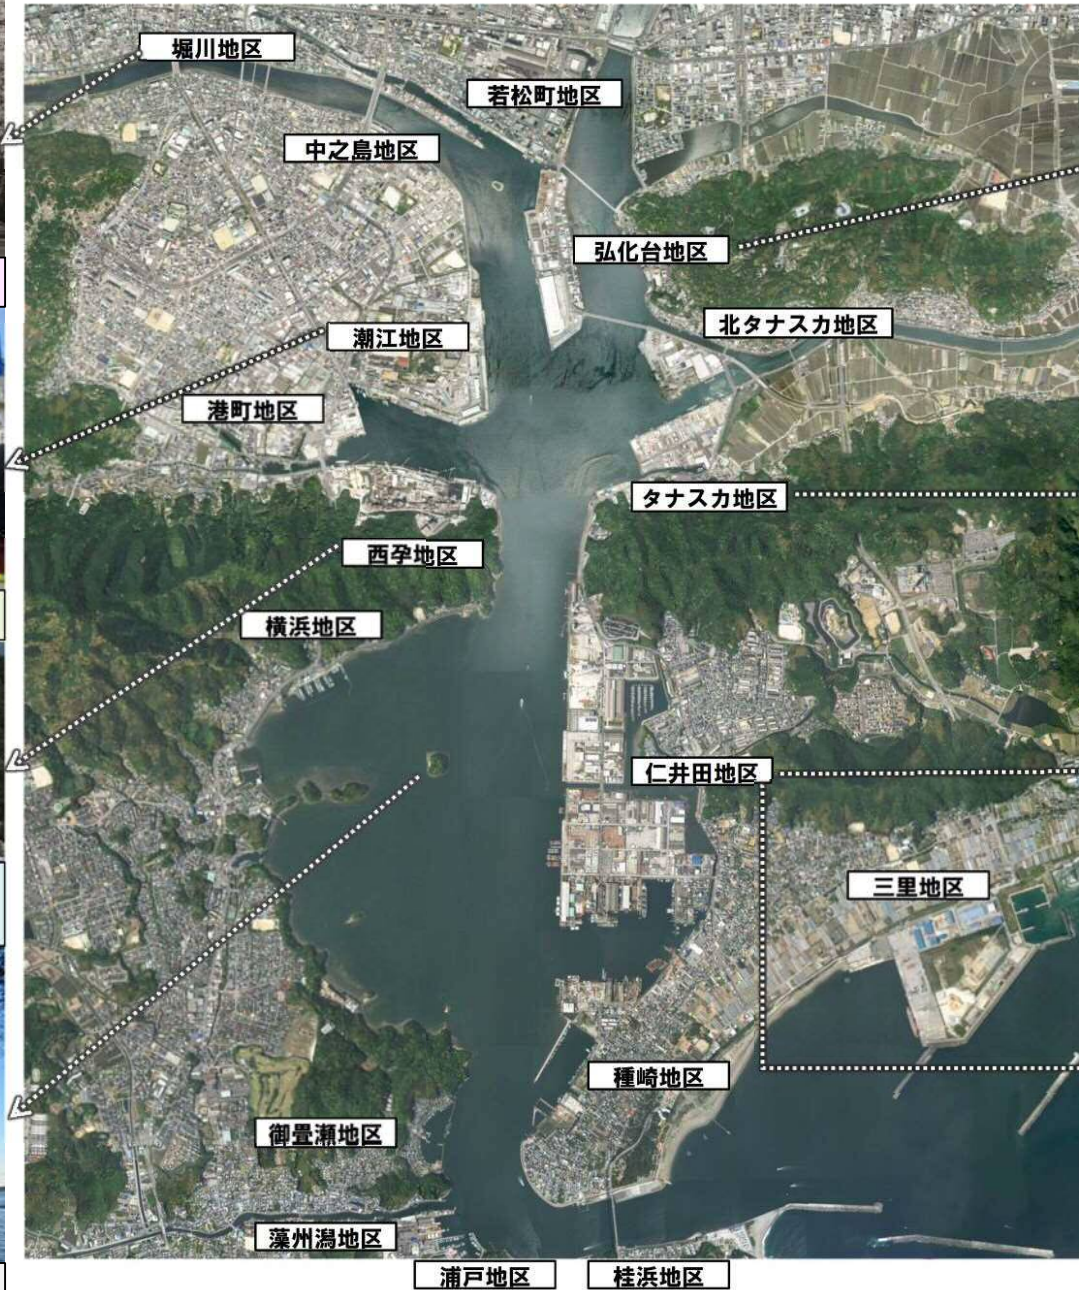 堀川地区
若松町地区
中之島地区
弘化台地区
北タナスカ地区
潮江地区
港町地区
タナスカ地区
西孕地区
横浜地区
仁井田地区
三里地区
種崎地区
御畳瀬地区
藻州潟地区
浦戸地区
桂浜地区